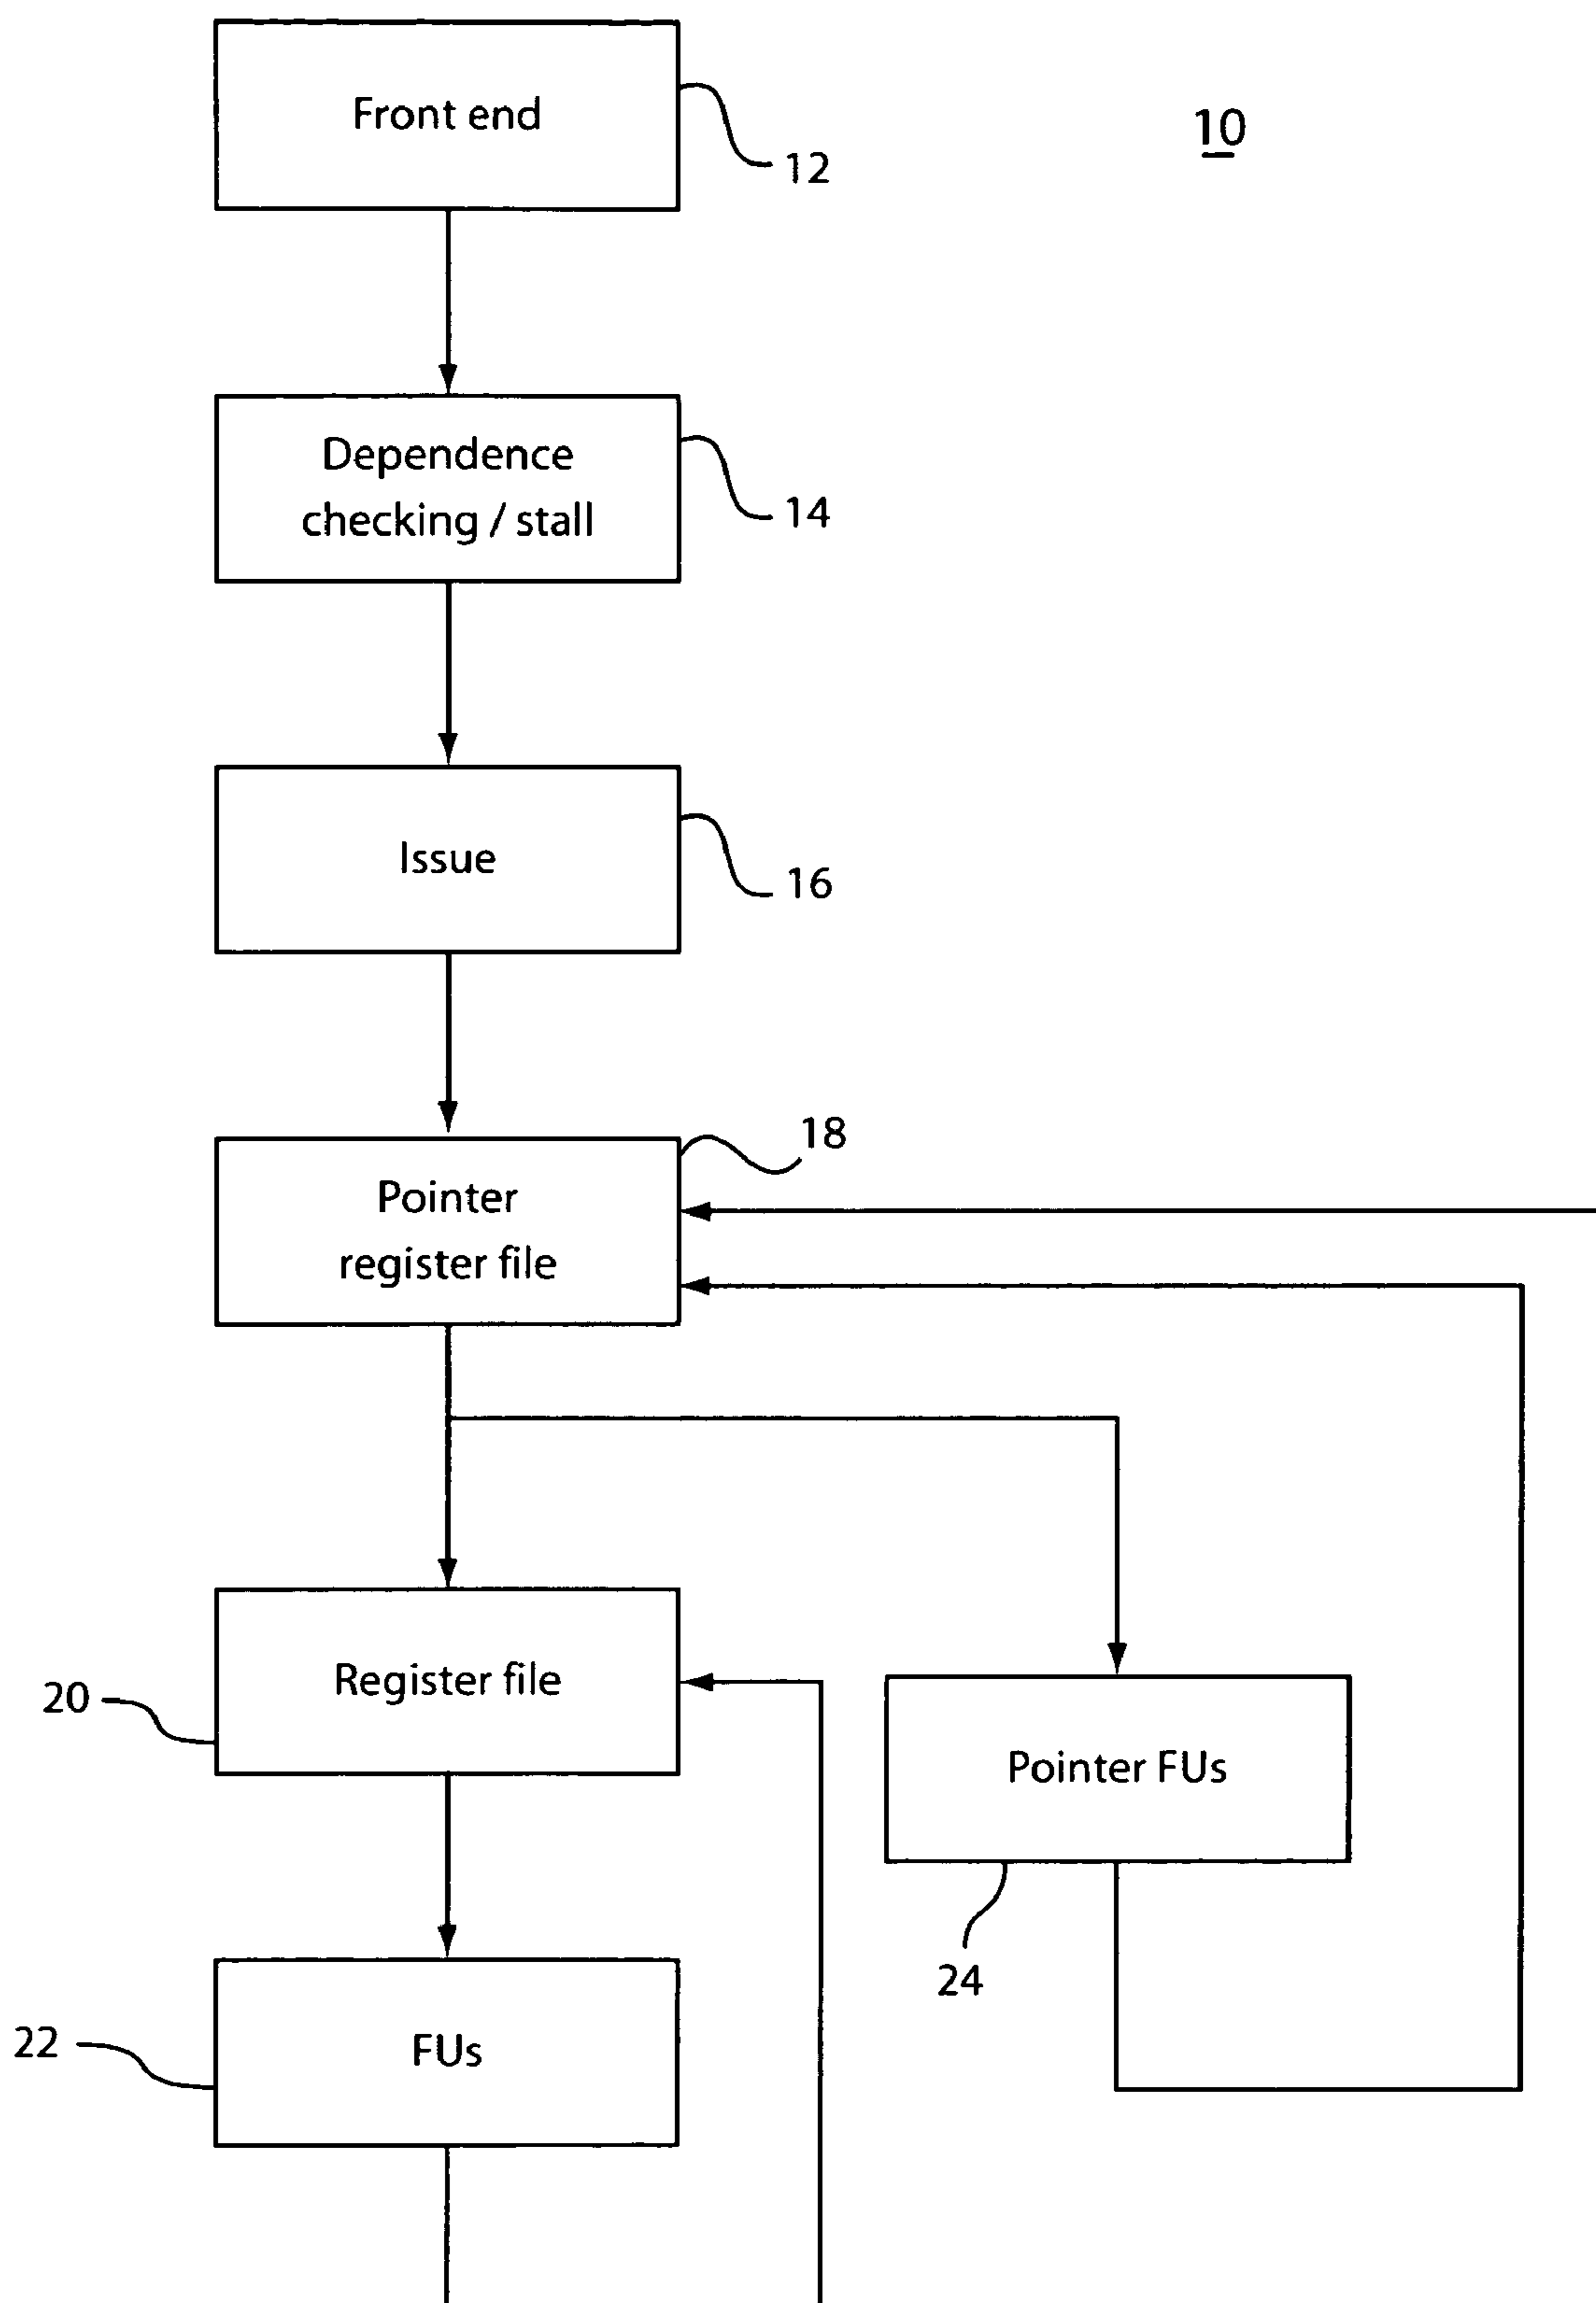 Front end
10
12
Dependence
checking / stall
14
Issue
16
18
Pointer
register file
Register file
20
Pointer FUs
24
FUs
22